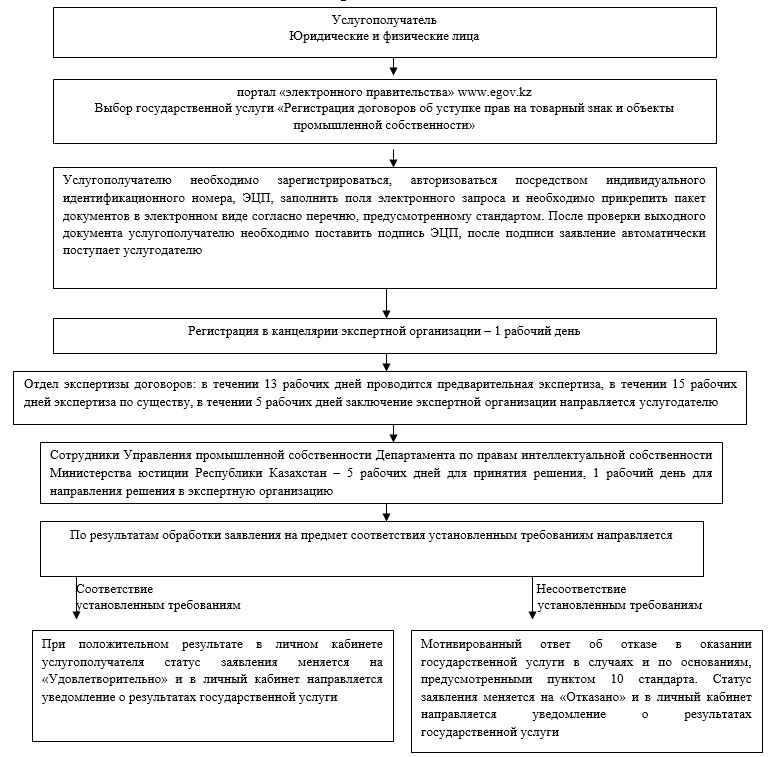 Услугополучатель
Юридические и физические лица
портал «электронного правительства» www.egov.kz
Выбор государственной услуги «Регистрация договоров об уступке прав на товарный знак и объекты
промышленной собственности»
Услугополучателю необходимо зарегистрироваться, авторизоваться посредством индивидуального
идентификационного номера, ЭЦП, заполнить поля электронного запроса и необходимо прикрепить пакет
документов в электронном виде согласно перечню, предусмотренному стандартом. После проверки выходного
документа услугополучателю необходимо поставить подпись ЭЦП, после подписи заявление автоматически
поступает услугодателю
Регистрация в канцелярии экспертной организации – 1 рабочий день
Отдел экспертизы договоров: в течении 13 рабочих дней проводится предварительная экспертиза, в течении 15 рабочих
дней экспертиза по существу, в течении 5 рабочих дней заключение экспертной организации направляется услугодателю
Сотрудники Управления промышленной собственности Департамента по правам интеллектуальной собственности
Министерства юстиции Республики Казахстан – 5 рабочих дней для принятия решения, 1 рабочий день для
направления решения в экспертную организацию
По результатам обработки заявления на предмет соответствия установленным требованиям направляется
Соответствие
установленным требованиям
Несоответствие
установленным требованиям
При положительном результате в личном кабинете
услугополучателя статус заявления меняется на
«Удовлетворительно» и в личный кабинет направляется
уведомление о результатах государственной услуги
Мотивированный ответ об отказе в оказании
государственной услуги в случаях и по основаниям,
предусмотренными пунктом 10 стандарта. Статус
заявления меняется на «Отказано» и в личный кабинет
направляется уведомление о результатах
государственной услуги